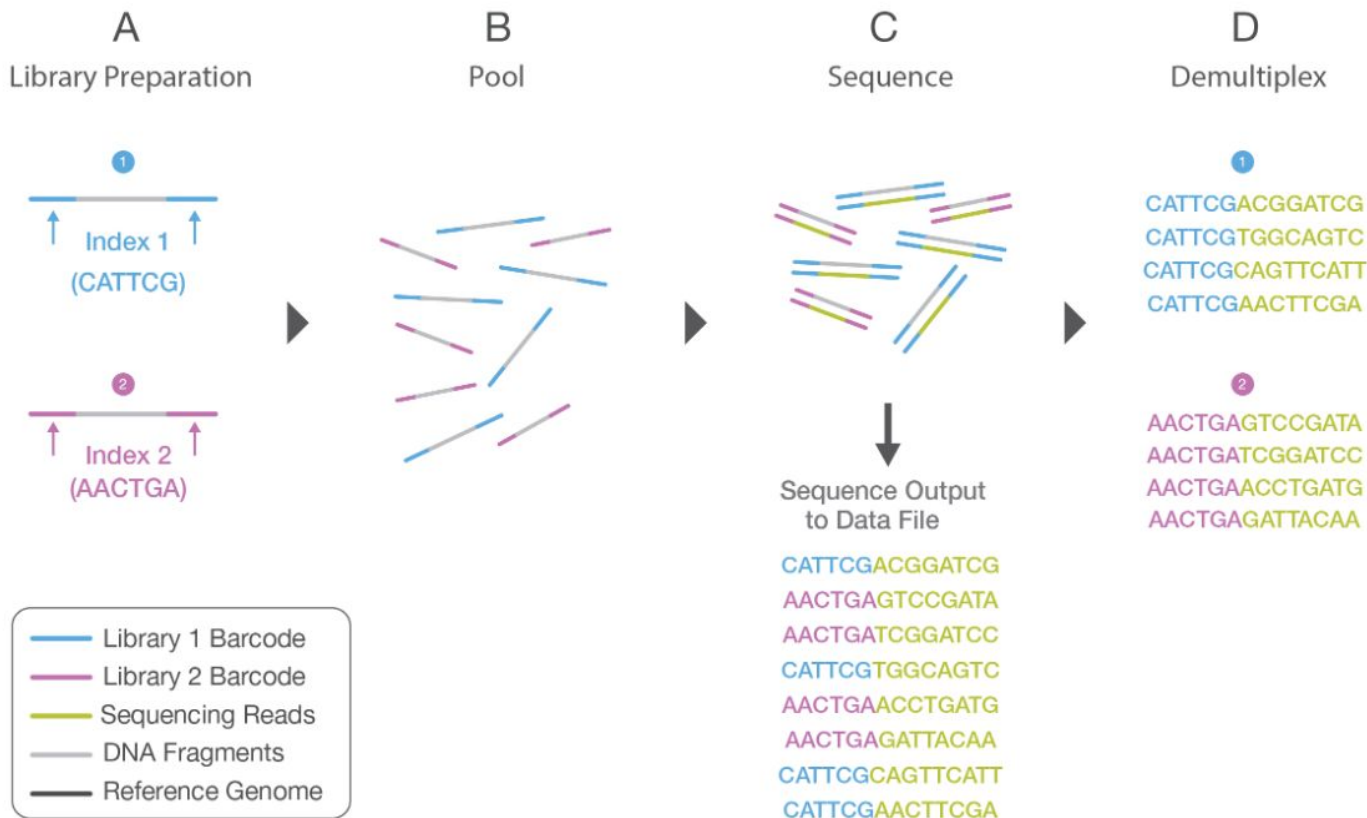 A
Library Preparation
1
Index 1
(CATTCG)
2
Index 2
(AACTGA)
B
Pool
C
Sequence
Sequence Output
to Data File
CATTCGACGGATCG
AACTGAGTCCGATA
AACTGATCGGATCC
CATTCGTGGCAGTC
AACTGAACCTGATG
AACTGAGATTACAA
CATTCGCAGTTCATT
CATTCGAACTTCGA
D
Demultiplex
1
CATTCGACGGATCG
CATTCGTGGCAGTC
CATTCGCAGTTCATT
CATTCGAACTTCGA
2
AACTGAGTCCGATA
AACTGATCGGATCC
AACTGAACCTGATG
AACTGAGATTACAA
Library 1 Barcode
Library 2 Barcode
Sequencing Reads
DNA Fragments
Reference Genome